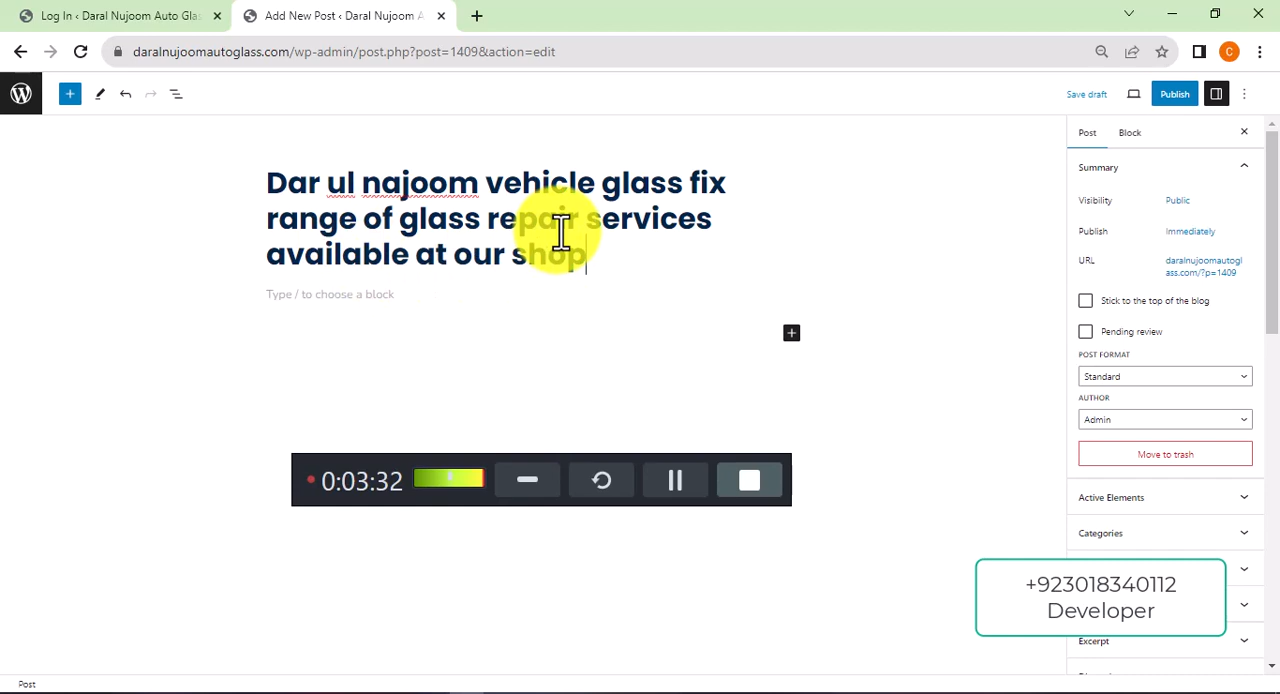 Log In ‹ Daral Nujoom Auto Glas
Add New Post ‹ Daral Nujoom A
daralnujoomautoglass.com/wp-admin/post.php?post=1409&action=edit
C
Save draft
Publish
Dar ul najoom vehicle glass fix
range of glass repair services
available at our shop
Type / to choose a block
Post
Block
Summary
Visibility
Public
Publish
Immediately
URL
daralnujoomautogl
ass.com/?p=1409
Stick to the top of the blog
Pending review
POST FORMAT
Standard
AUTHOR
Admin
Move to trash
Active Elements
Categories
0:03:32
+923018340112
Developer
Excerpt
Post